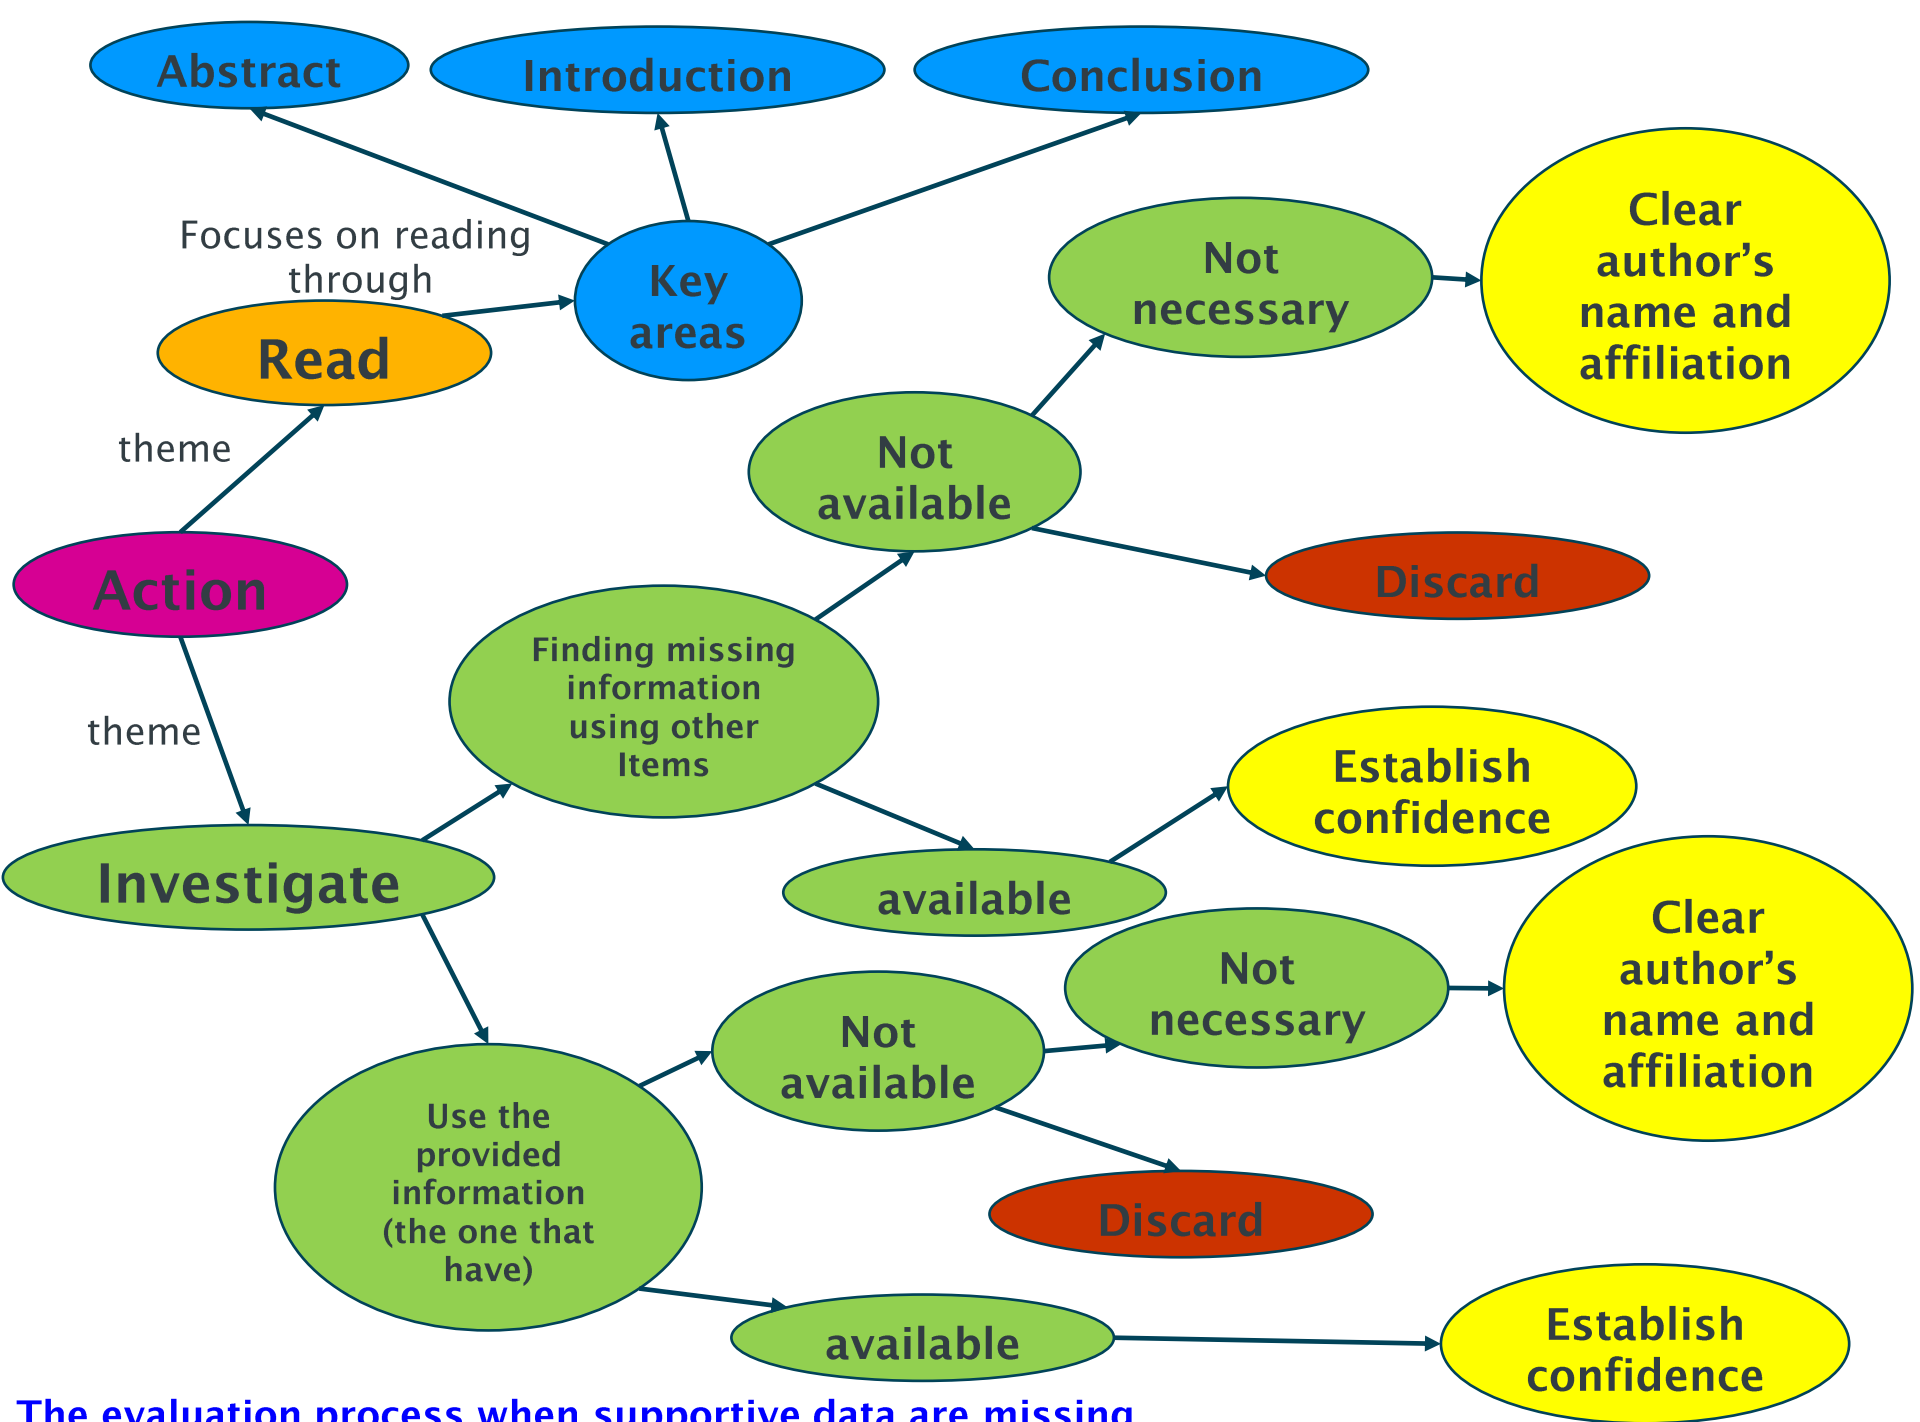 Abstract
Introduction
Conclusion
Focuses on reading
through
Key
areas
Read
theme
Action
theme
Investigate
Not
necessary
Clear
author’s
name and
affiliation
Not
available
Discard
Finding missing
information
using other
Items
Establish
confidence
available
Not
necessary
Clear
author’s
name and
affiliation
Not
available
Use the
provided
information
(the one that
have)
Discard
available
Establish
confidence
The evaluation process when supportive data are missing